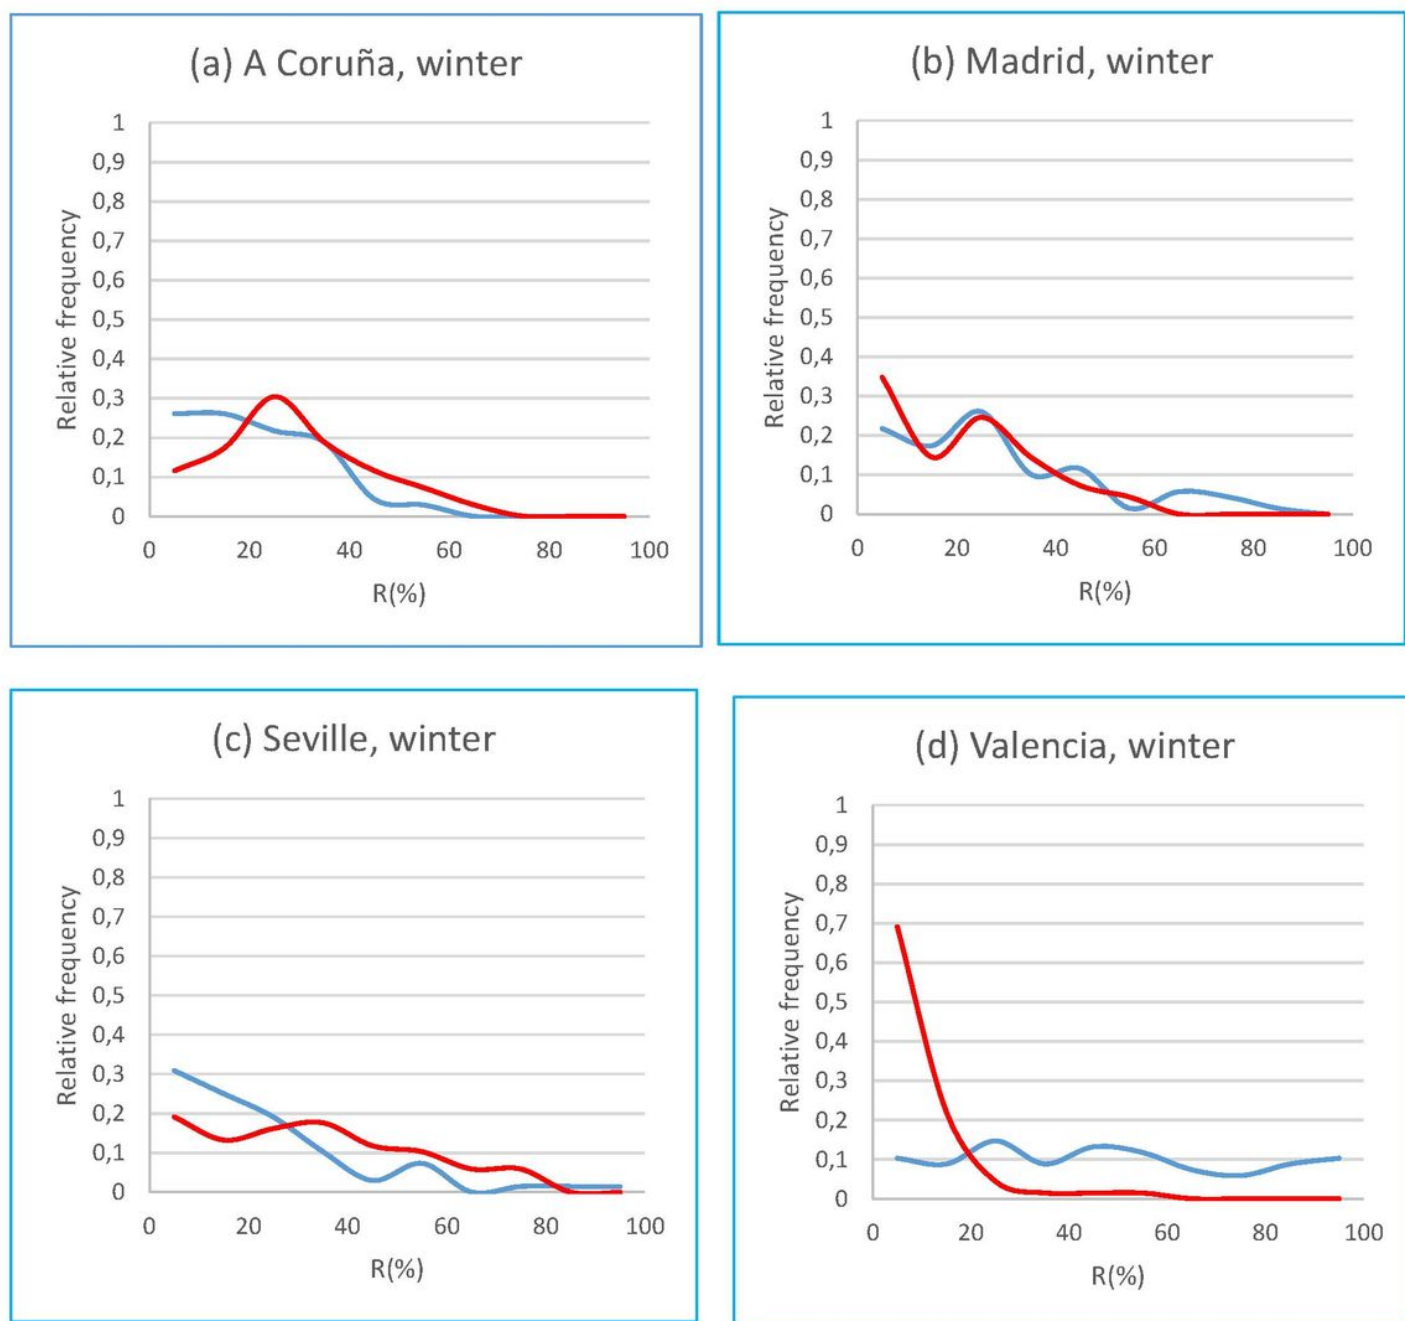 (a) A Coruña, winter
Relative frequency
1
0,9
0,8
0,7
0,6
0,5
0,4
0,3
0,2
0,1
0
0 20 40 60 80 100
R(%)
(b) Madrid, winter
Relative frequency
1
0,9
0,8
0,7
0,6
0,5
0,4
0,3
0,2
0,1
0
0 20 40 60 80 100
R(%)
(c) Seville, winter
Relative frequency
1
0,9
0,8
0,7
0,6
0,5
0,4
0,3
0,2
0,1
0
0 20 40 60 80 100
R(%)
(d) Valencia, winter
Relative frequency
1
0,9
0,8
0,7
0,6
0,5
0,4
0,3
0,2
0,1
0
0 20 40 60 80 100
R(%)